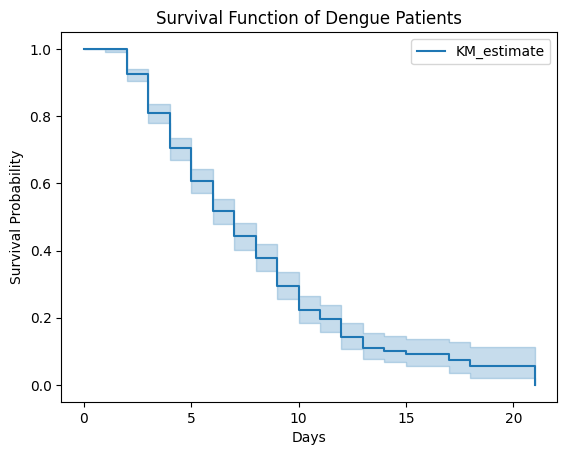 Survival Function of Dengue Patients
KM_estimate
Survival Probability
1.0
0.8
0.6
0.4
0.2
0.0
0 5 10 15 20
Days